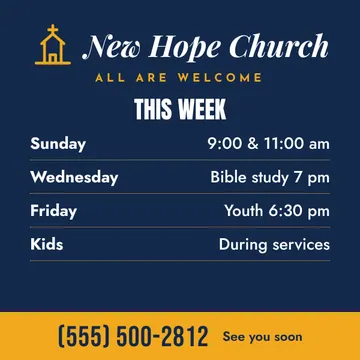 New Hope Church
ALL ARE WELCOME
THIS WEEK
Sunday 9:00 & 11:00 am
Wednesday Bible study 7 pm
Friday Youth 6:30 pm
Kids During services
(555) 500-2812 See you soon